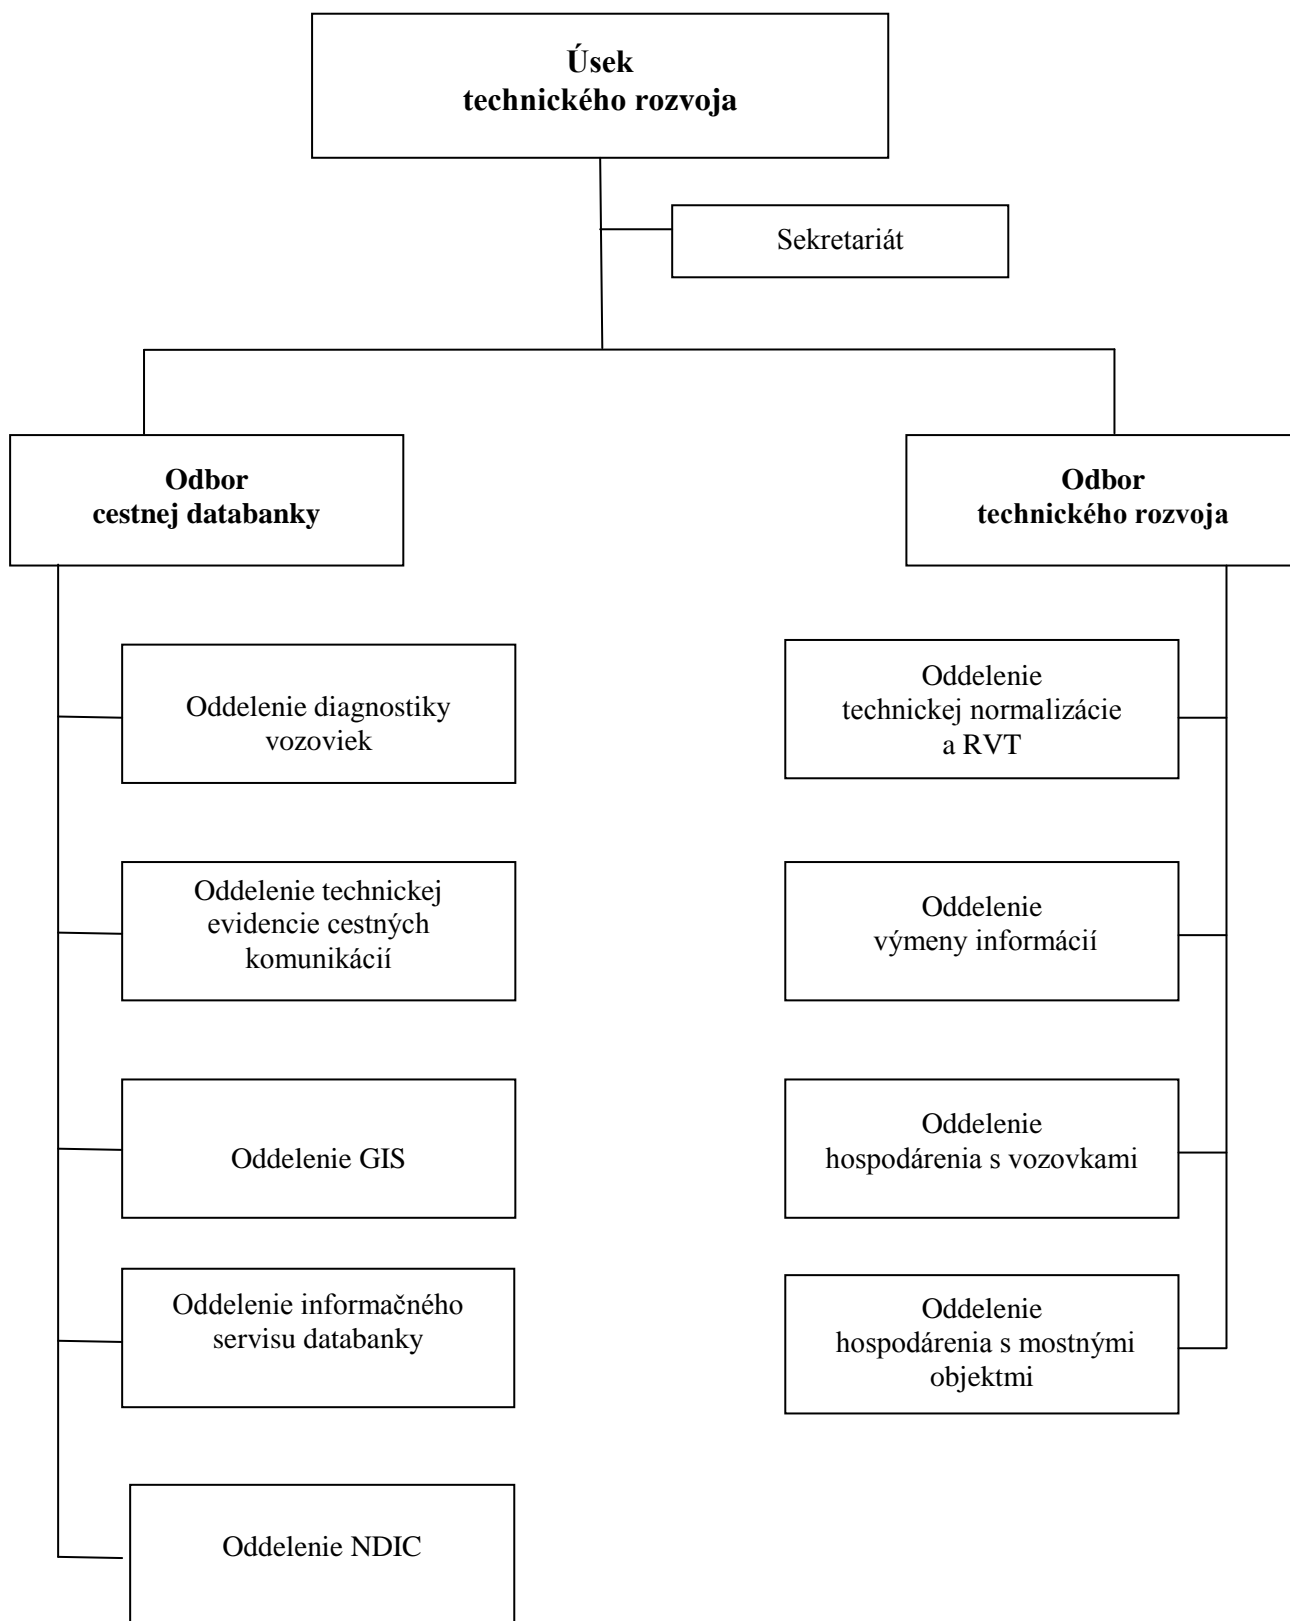 Úsek
technického rozvoja
Sekretariát
Odbor
cestnej databanky
Oddelenie diagnostiky
vozoviek
Oddelenie technickej
evidencie cestných
komunikácií
Oddelenie GIS
Oddelenie informačného
servisu databanky
Oddelenie NDIC
Odbor
technického rozvoja
Oddelenie
technickej normalizácie
a RVT
Oddelenie
výmeny informácií
Oddelenie
hospodárenia s vozovkami
Oddelenie
hospodárenia s mostnými
objektmi